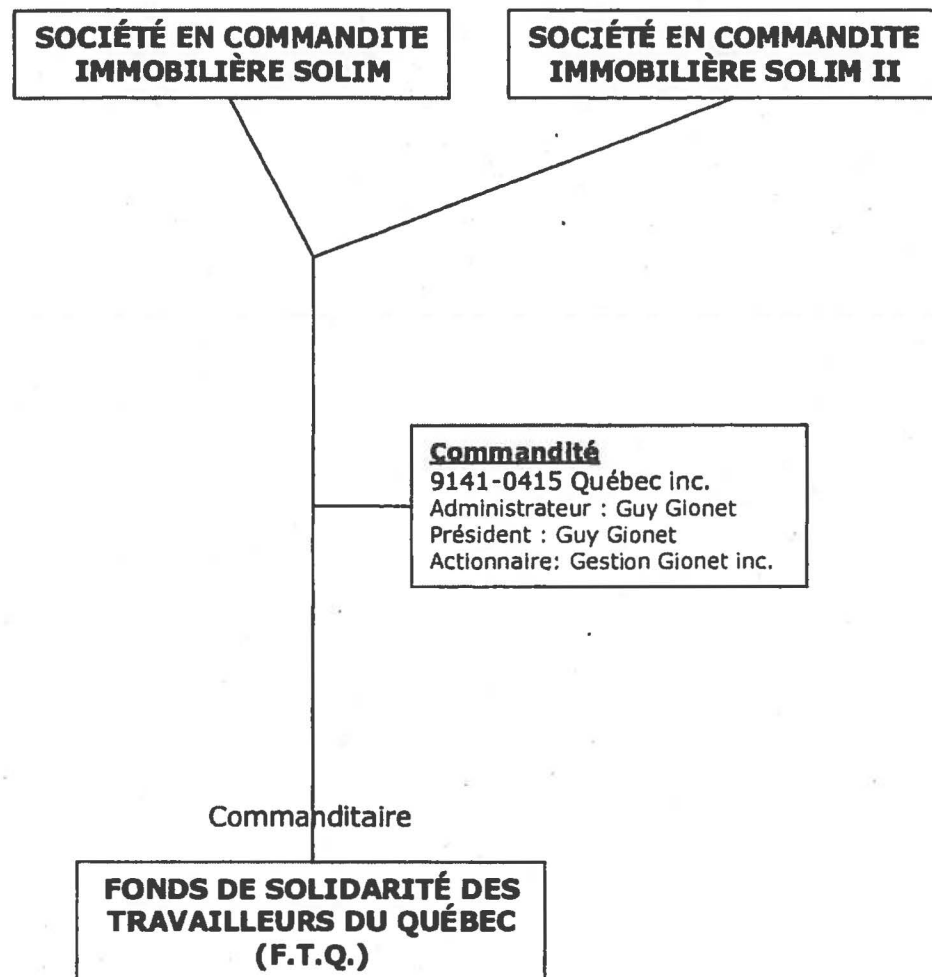 SOCIÉTÉ EN COMMANDITE
IMMOBILIÈRE SOLIM
SOCIÉTÉ EN COMMANDITE
IMMOBILIÈRE SOLIM II
Commandité
9141-0415 Québec inc.
Administrateur : Guy Gionet
Président : Guy Gionet
Actionnaire: Gestion Gionet inc.
Commanditaire
FONDS DE SOLIDARITÉ DES
TRAVAILLEURS DU QUÉBEC
(F.T.Q.)